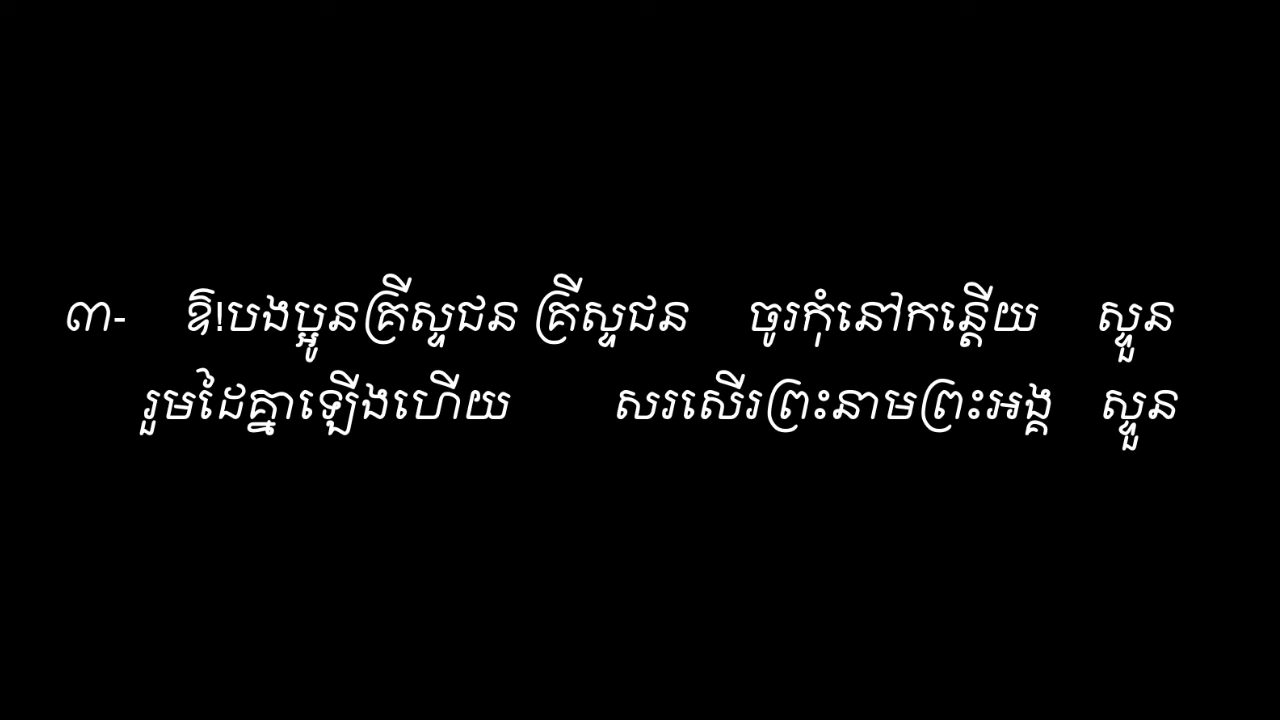 ៣- ឱ!បងប្អូនគ្រីស្ទជន គ្រីស្ទជន ចូរកុំនៅកន្តើយ ស្ទួន
រួមដៃគ្នាឡើងហើយ សរសើរព្រះនាមព្រះអង្គ ស្ទួន